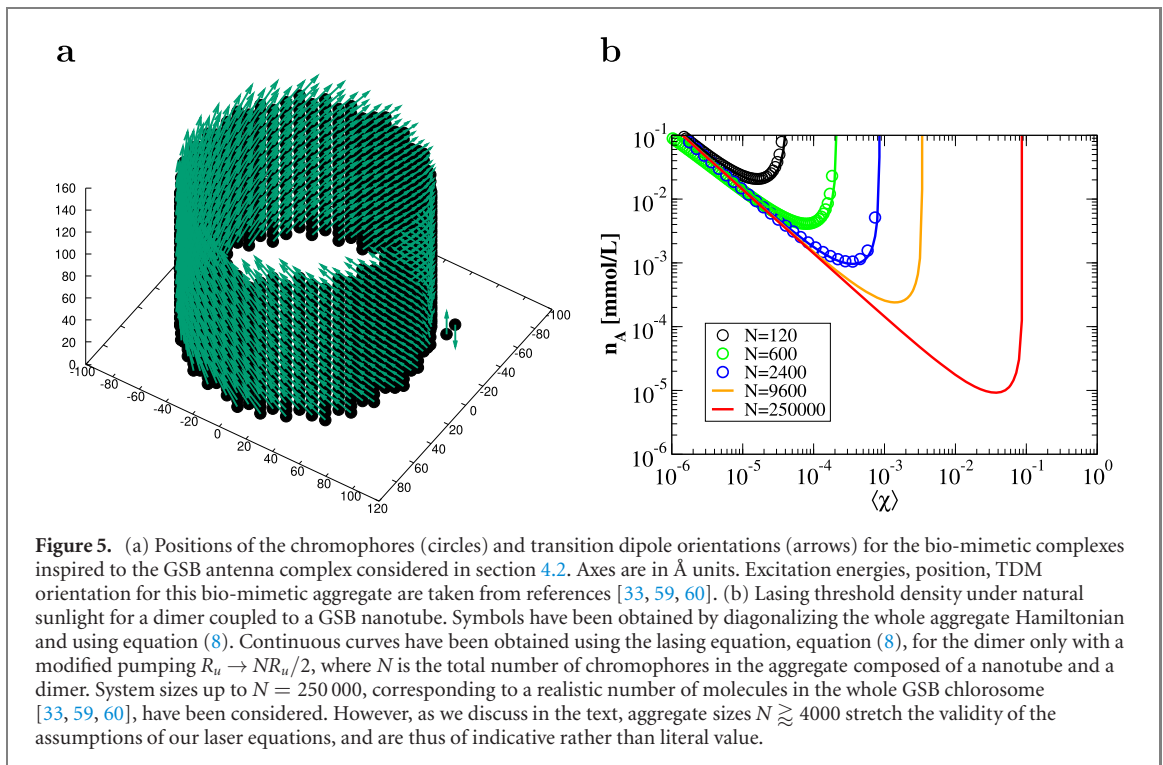 a
160
140
120
100
80
60
40
20
0
-100
-80
-60
-40
-20
0
20
40
60
80
100
120
-100
-80
-60
-40
-20
0
20
40
60
80
b
10⁻¹
10⁻²
10⁻³
10⁻⁴
10⁻⁵
10⁻⁶
n_A [mmol/L]
N=120
N=600
N=2400
N=9600
N=250000
10⁻⁶ 10⁻⁵ 10⁻⁴ 10⁻³ 10⁻² 10⁻¹ 10⁰
⟨χ⟩
Figure 5. (a) Positions of the chromophores (circles) and transition dipole orientations (arrows) for the bio-mimetic complexes
inspired to the GSB antenna complex considered in section 4.2. Axes are in Å units. Excitation energies, position, TDM
orientation for this bio-mimetic aggregate are taken from references [33, 59, 60]. (b) Lasing threshold density under natural
sunlight for a dimer coupled to a GSB nanotube. Symbols have been obtained by diagonalizing the whole aggregate Hamiltonian
and using equation (8). Continuous curves have been obtained using the lasing equation, equation (8), for the dimer only with a
modified pumping R_u → NR_u/2, where N is the total number of chromophores in the aggregate composed of a nanotube and a
dimer. System sizes up to N = 250 000, corresponding to a realistic number of molecules in the whole GSB chlorosome
[33, 59, 60], have been considered. However, as we discuss in the text, aggregate sizes N ⪆ 4000 stretch the validity of the
assumptions of our laser equations, and are thus of indicative rather than literal value.